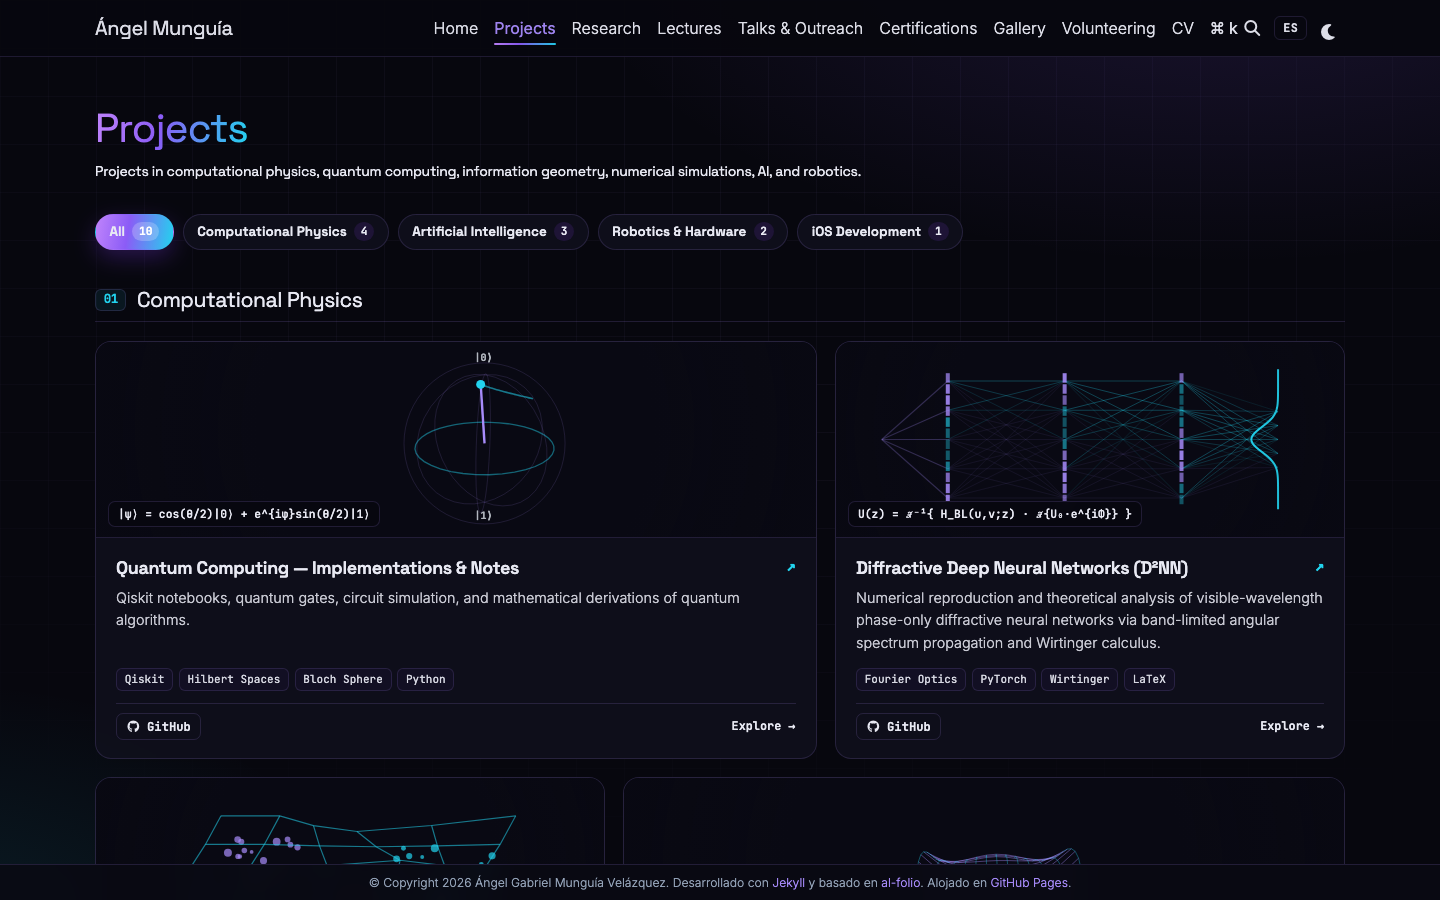 Ángel Munguía
Home Projects Research Lectures Talks & Outreach Certifications Gallery Volunteering CV ⌘ k ES
Projects
Projects in computational physics, quantum computing, information geometry, numerical simulations, AI, and robotics.
All 10 Computational Physics 4 Artificial Intelligence 3 Robotics & Hardware 2 iOS Development 1
01 Computational Physics
|0⟩
|1⟩
|ψ⟩ = cos(θ/2)|0⟩ + e^{iφ}sin(θ/2)|1⟩
Quantum Computing — Implementations & Notes ↗
Qiskit notebooks, quantum gates, circuit simulation, and mathematical derivations of quantum
algorithms.
Qiskit Hilbert Spaces Bloch Sphere Python
GitHub Explore →
U(z) = ℱ⁻¹{ H_BL(u,v;z) · ℱ{U₀·e^{iΦ}} }
Diffractive Deep Neural Networks (D²NN) ↗
Numerical reproduction and theoretical analysis of visible-wavelength
phase-only diffractive neural networks via band-limited angular
spectrum propagation and Wirtinger calculus.
Fourier Optics PyTorch Wirtinger LaTeX
GitHub Explore →
© Copyright 2026 Ángel Gabriel Munguía Velázquez. Desarrollado con Jekyll y basado en al-folio. Alojado en GitHub Pages.